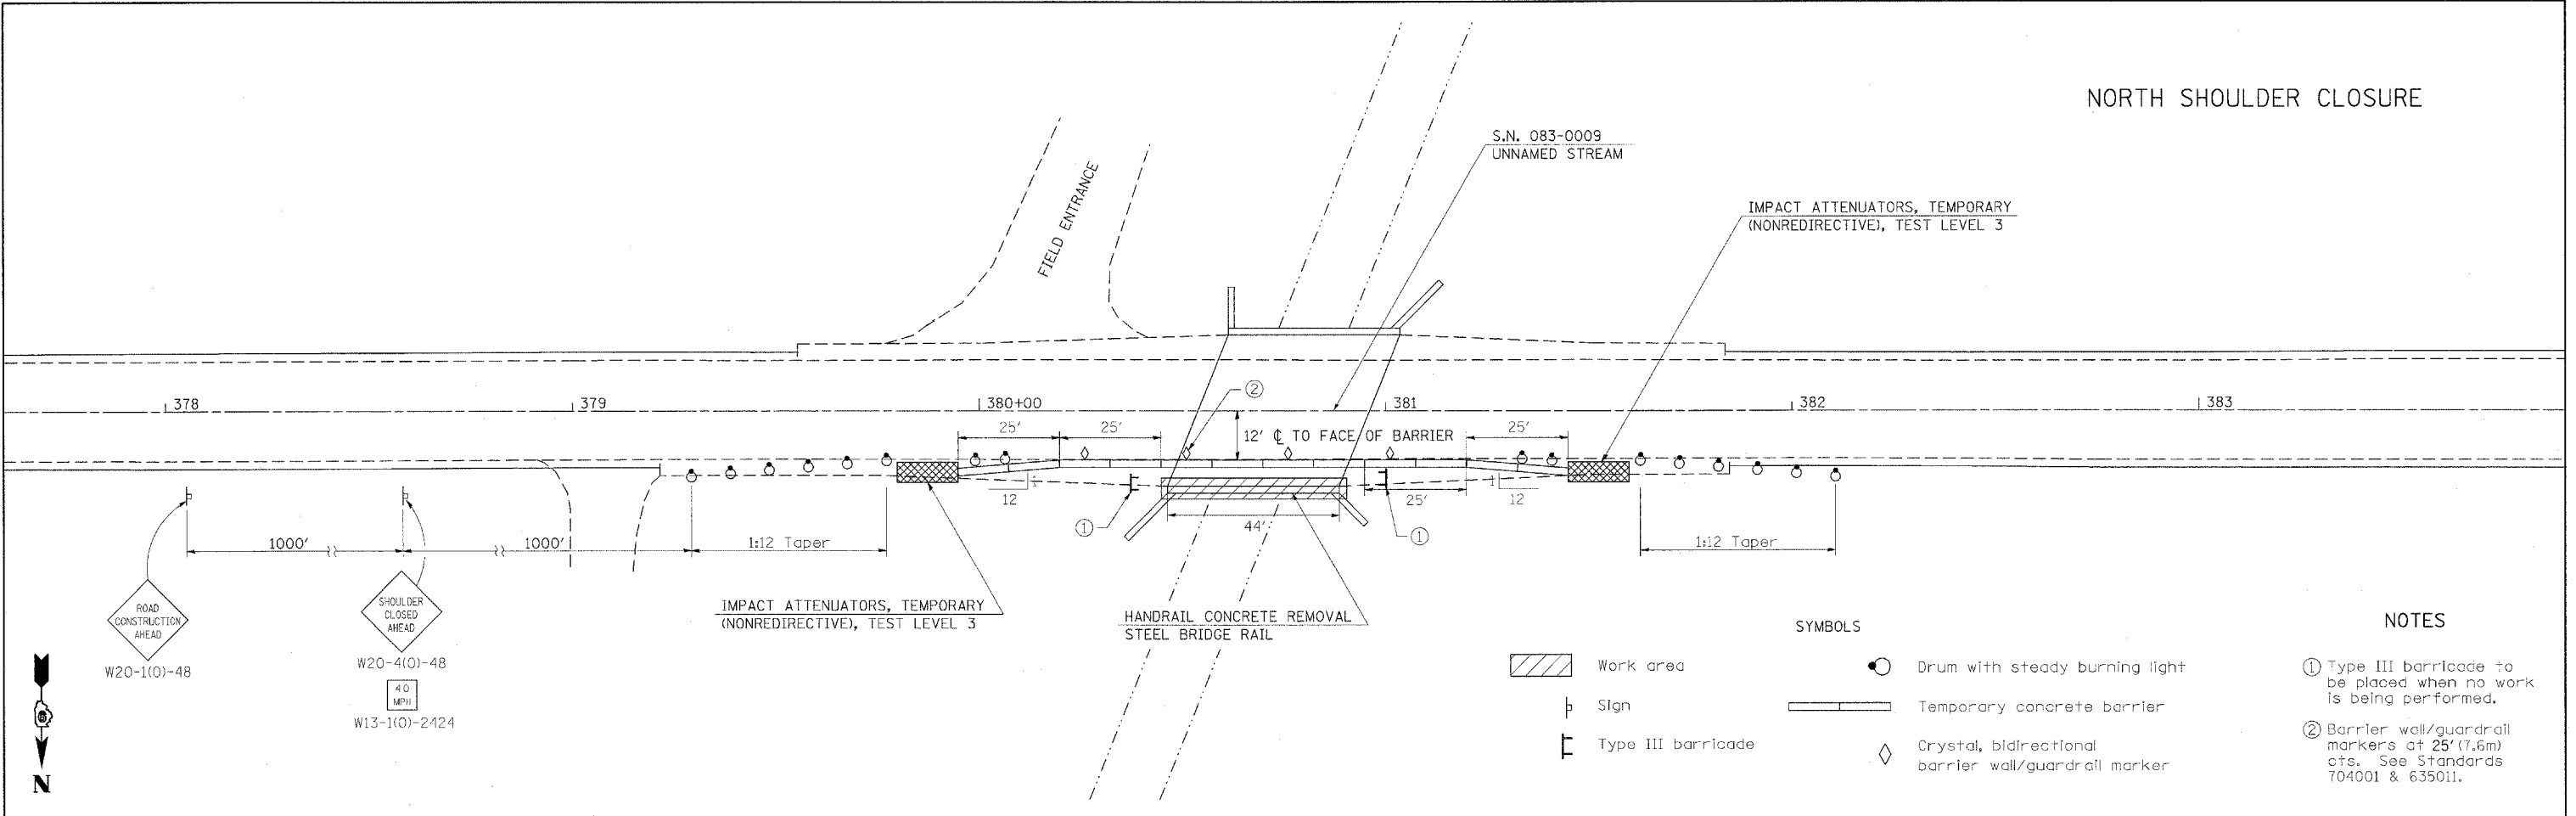 NORTH SHOULDER CLOSURE
S.N. 083-0009
UNNAMED STREAM
IMPACT ATTENUATORS, TEMPORARY
(NONREDIRECTIVE), TEST LEVEL 3
FIELD ENTRANCE
378
379
380+00
381
382
383
②
25'
25'
12' ℄ TO FACE OF BARRIER
25'
1
12
①
44'
25'
①
1
12
1000'
1000'
1:12 Taper
1:12 Taper
ROAD
CONSTRUCTION
AHEAD
W20-1(O)-48
SHOULDER
CLOSED
AHEAD
W20-4(O)-48
40
MPH
W13-1(O)-2424
IMPACT ATTENUATORS, TEMPORARY
(NONREDIRECTIVE), TEST LEVEL 3
HANDRAIL CONCRETE REMOVAL
STEEL BRIDGE RAIL
N
SYMBOLS
Work area
Sign
Type III barricade
Drum with steady burning light
Temporary concrete barrier
Crystal, bidirectional
barrier wall/guardrail marker
NOTES
① Type III barricade to
be placed when no work
is being performed.
② Barrier wall/guardrail
markers at 25' (7.6m)
cts. See Standards
704001 & 635011.